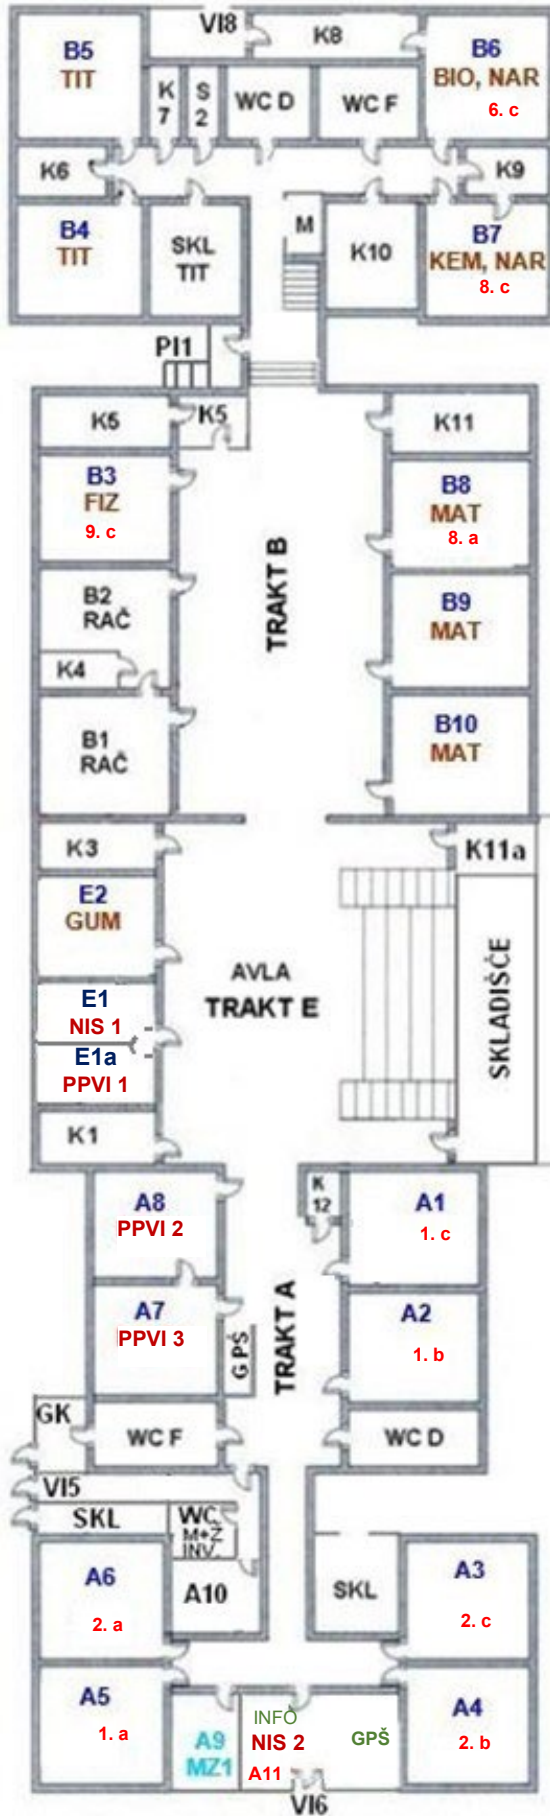 VI8
K8
B5
TIT
B6
BIO, NAR
6. c
K
7
S
2
WC D
WC F
K6
K9
B4
TIT
SKL
TIT
M
K10
B7
KEM, NAR
8. c
PI1
K5
K5
K11
B3
FIZ
9. c
B8
MAT
8. a
TRAKT B
B2
RAČ
K4
B9
MAT
B1
RAČ
B10
MAT
K3
K11a
E2
GUM
AVLA
TRAKT E
SKLADIŠČE
E1
NIS 1
E1a
PPVI 1
K1
A8
PPVI 2
K
12
A1
1. c
A7
PPVI 3
GPŠ
TRAKT A
A2
1. b
GK
WC F
WC D
VI5
SKL
WC
M+Ž
INV.
A6
2. a
A10
SKL
A3
2. c
A5
1. a
A9
MZ1
INFO
NIS 2
A11
GPŠ
A4
2. b
VI6